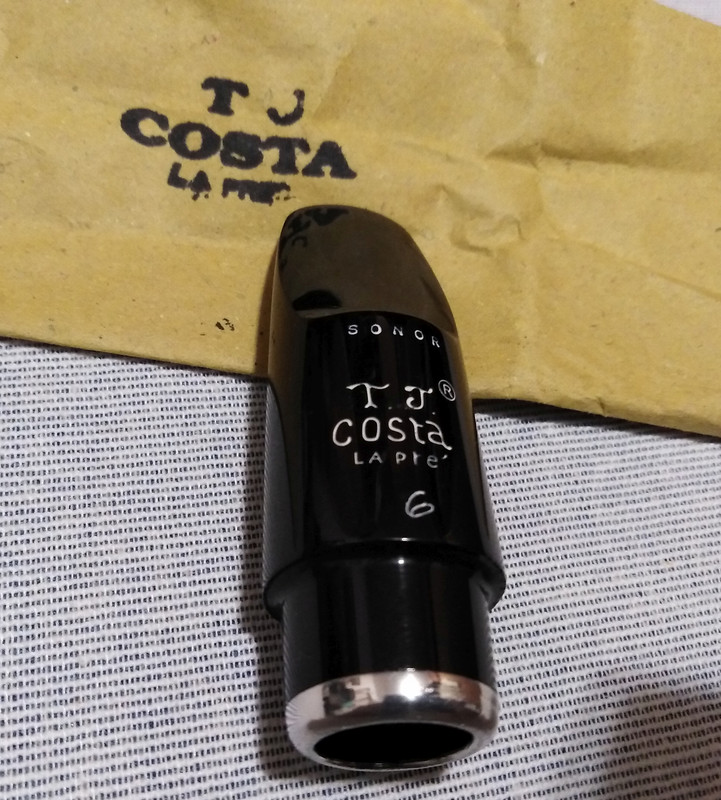 T J
COSTA
LA PRE
SONOR
T.J.®
Costa
LA Pre´
6